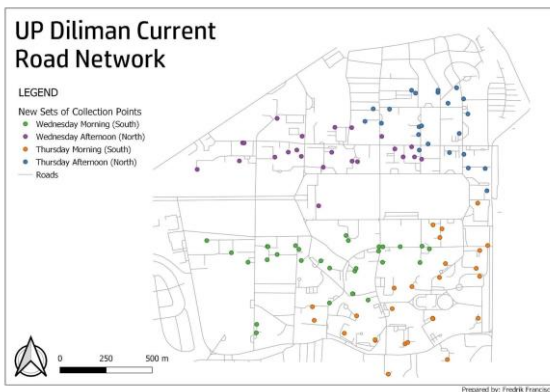 UP Diliman Current
Road Network
LEGEND
New Sets of Collection Points
Wednesday Morning (South)
Wednesday Afternoon (North)
Thursday Morning (South)
Thursday Afternoon (North)
Roads
0 250 500 m
Prepared by: Fredrik Francisco